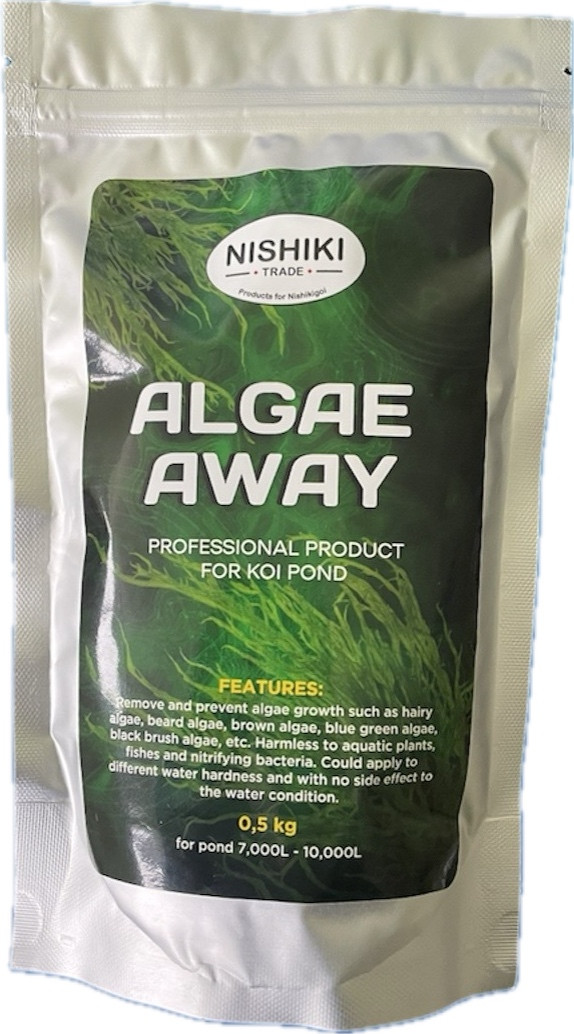 NISHIKI
TRADE
Products for Nishikigoi
ALGAE
AWAY
PROFESSIONAL PRODUCT
FOR KOI POND
FEATURES:
Remove and prevent algae growth such as hairy
algae, beard algae, brown algae, blue green algae,
black brush algae, etc. Harmless to aquatic plants,
fishes and nitrifying bacteria. Could apply to
different water hardness and with no side effect to
the water condition.
0,5 kg
for pond 7,000L - 10,000L